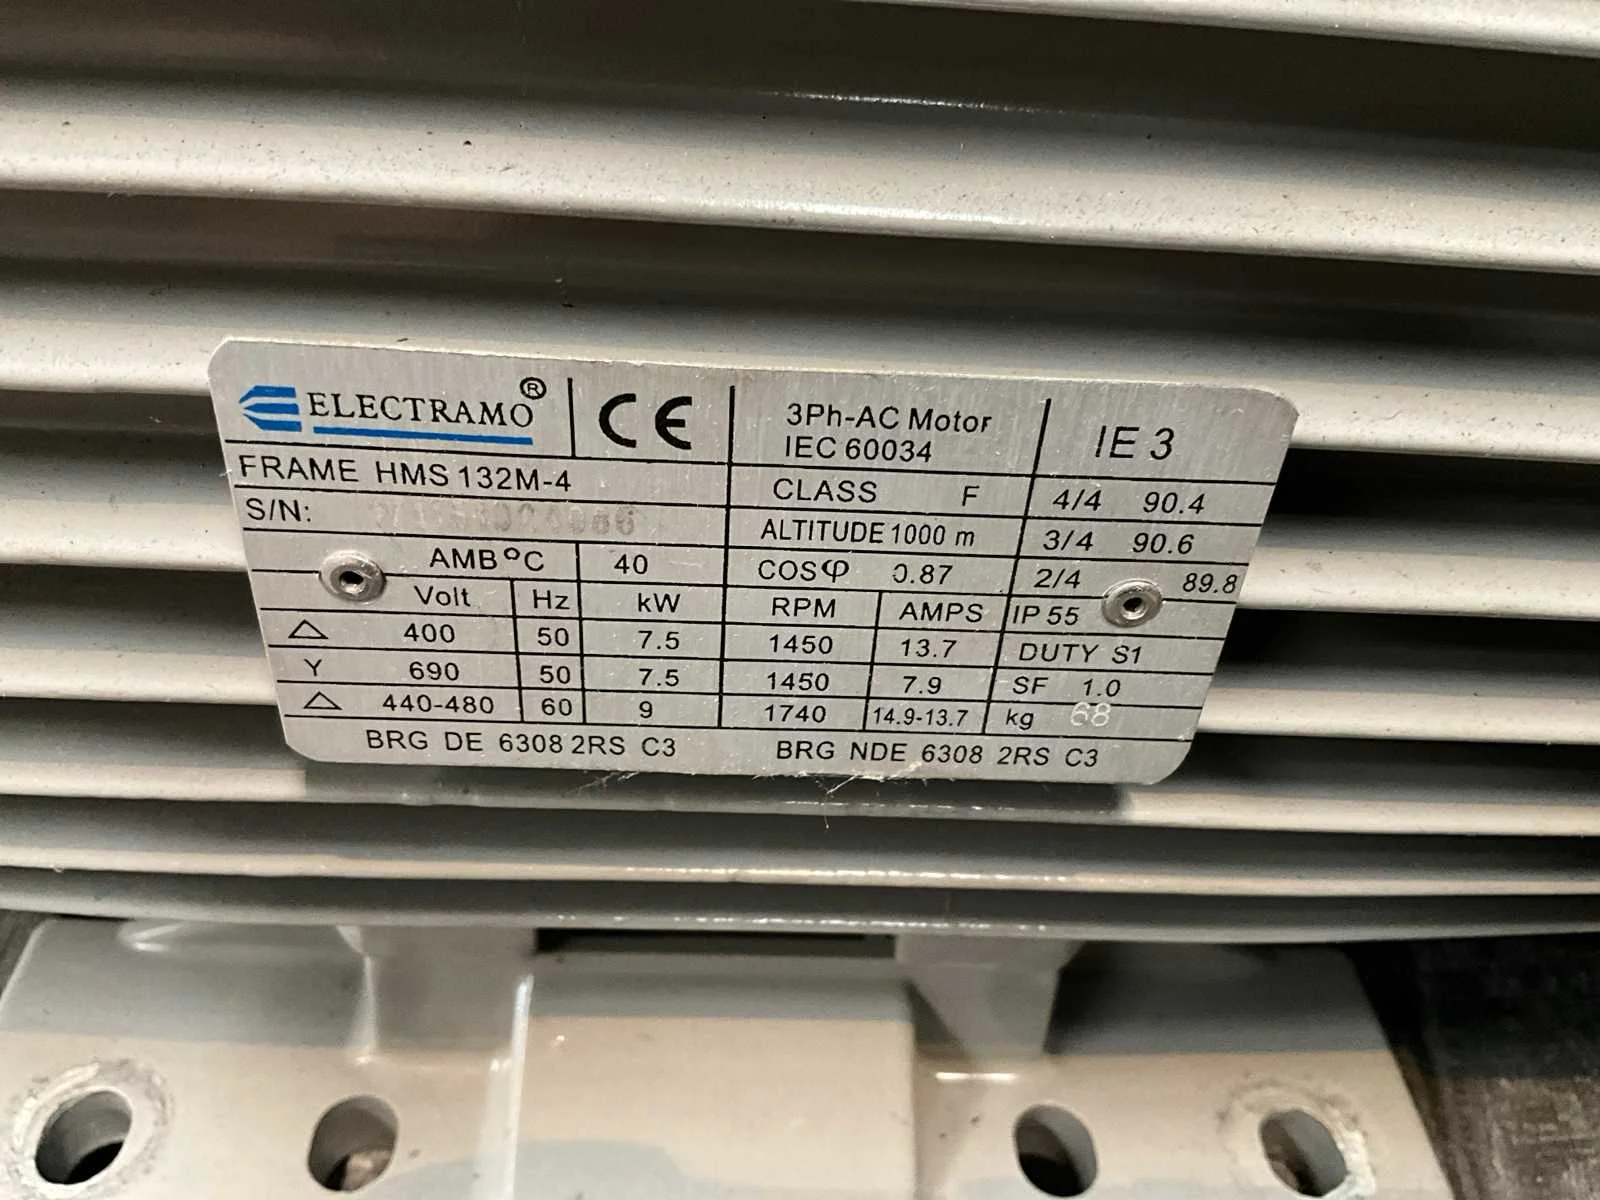 ELECTRAMO®
CE
3Ph-AC Motor
IEC 60034
IE 3
FRAME HMS 132M-4
CLASS F
4/4 90.4
S/N:
ALTITUDE 1000 m
3/4 90.6
AMB °C 40
COSφ 0.87
2/4 89.8
Volt Hz kW RPM AMPS IP 55
△ 400 50 7.5 1450 13.7 DUTY S1
Y 690 50 7.5 1450 7.9 SF 1.0
△ 440-480 60 9 1740 14.9-13.7 kg 68
BRG DE 6308 2RS C3 BRG NDE 6308 2RS C3